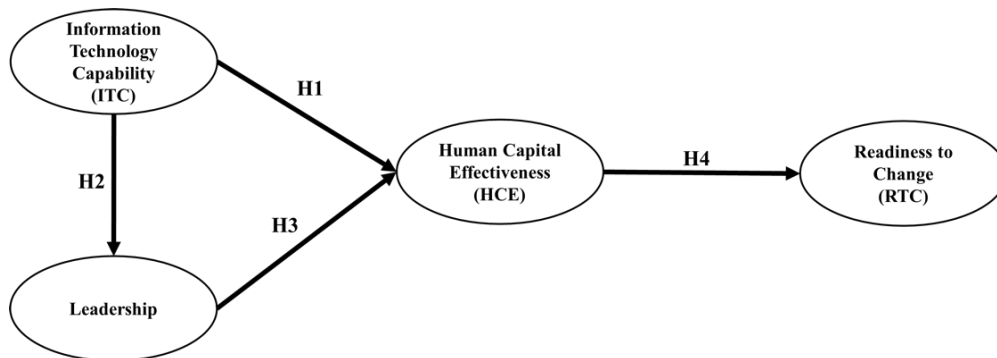 Information
Technology
Capability
(ITC)
H1
H2
H3
Leadership
Human Capital
Effectiveness
(HCE)
H4
Readiness to
Change
(RTC)